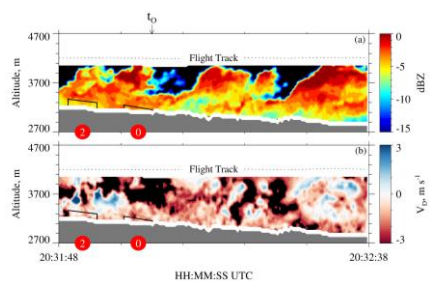 t_O
4700
(a)
Flight Track
Altitude, m
3700
2700
2
0
0
-5
-10
-15
dBZ
4700
(b)
Flight Track
Altitude, m
3700
2700
2
0
3
0
-3
V_D, m s⁻¹
20:31:48
20:32:38
HH:MM:SS UTC